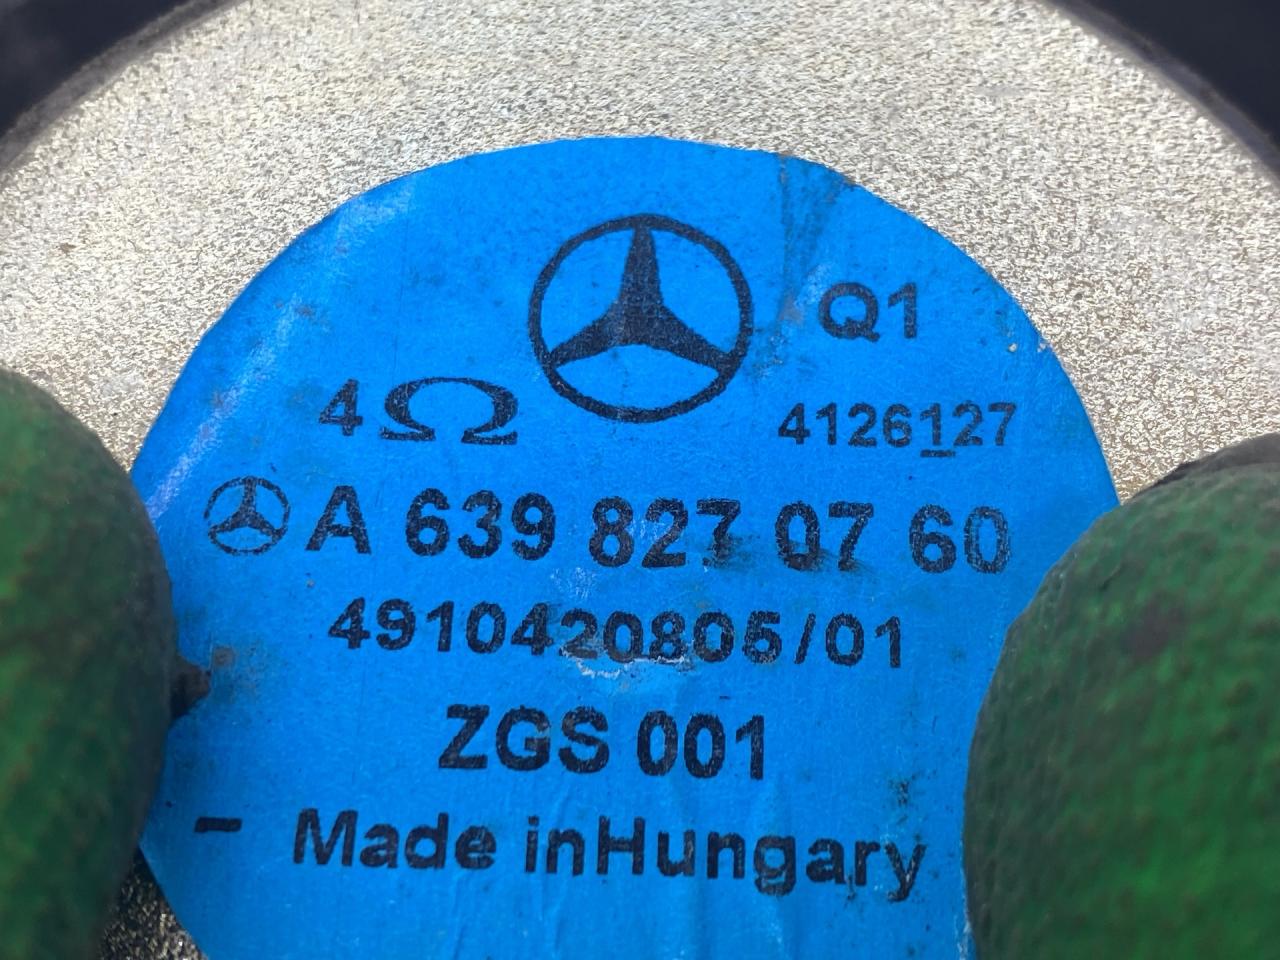 Q1
4Ω
4126127
A 639 827 07 60
4910420805/01
ZGS 001
- Made inHungary